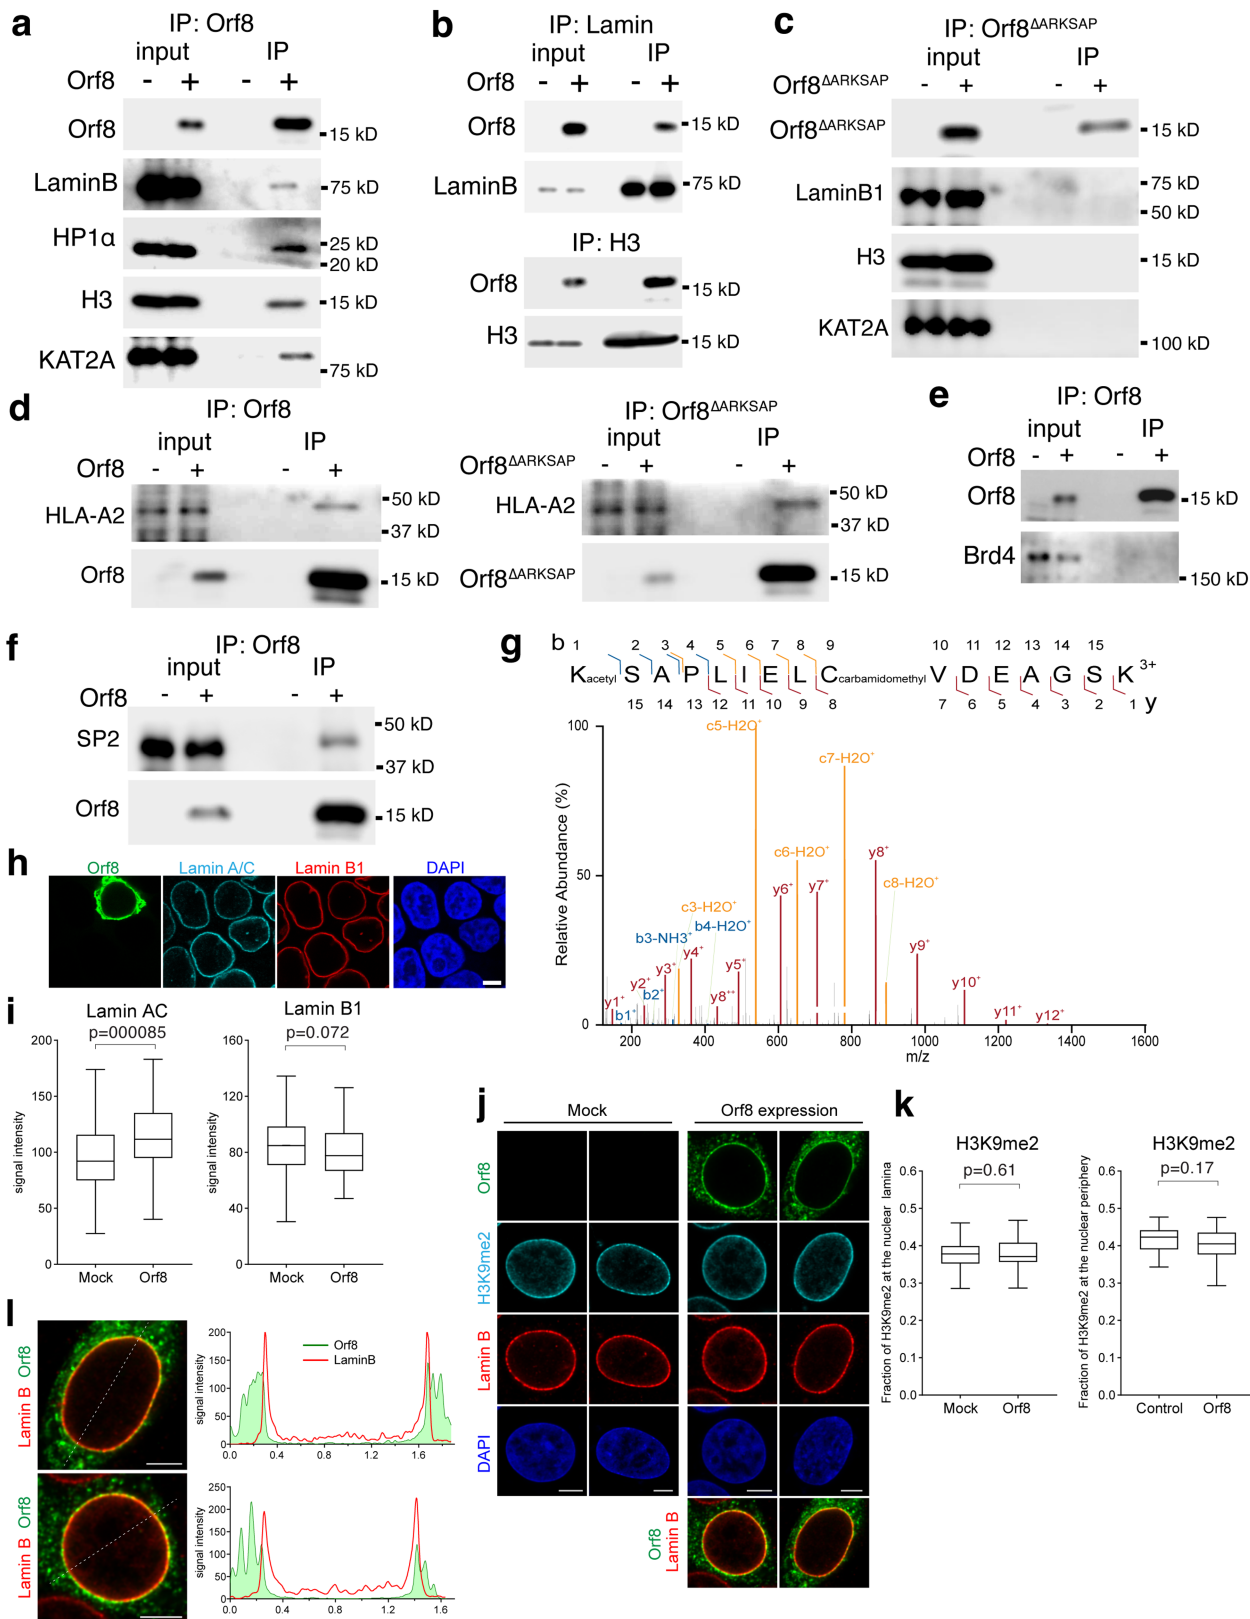 a
IP: Orf8
input IP
Orf8 - + - +
Orf8
15 kD
LaminB
75 kD
HP1α
25 kD
20 kD
H3
15 kD
KAT2A
75 kD
b
IP: Lamin
input IP
Orf8 - + - +
Orf8
15 kD
LaminB
75 kD
IP: H3
Orf8
15 kD
H3
15 kD
c
IP: Orf8ΔARKSAP
input IP
Orf8ΔARKSAP - + - +
Orf8ΔARKSAP
15 kD
LaminB1
75 kD
50 kD
H3
15 kD
KAT2A
100 kD
d
IP: Orf8
input IP
Orf8 - + - +
HLA-A2
50 kD
37 kD
Orf8
15 kD
IP: Orf8ΔARKSAP
input IP
Orf8ΔARKSAP - + - +
HLA-A2
50 kD
37 kD
Orf8ΔARKSAP
15 kD
e
IP: Orf8
input IP
Orf8 - + - +
Orf8
15 kD
Brd4
150 kD
f
IP: Orf8
input IP
Orf8 - + - +
SP2
50 kD
37 kD
Orf8
15 kD
g
b 1 2 3 4 5 6 7 8 9 10 11 12 13 14 15
Kacetyl S A P L I E L Ccarbamidomethyl V D E A G S K 3+
15 14 13 12 11 10 9 8 7 6 5 4 3 2 1 y
Relative Abundance (%)
100
50
0
c5-H2O+
c7-H2O+
c6-H2O+
y8+
c8-H2O+
y6+
y7+
c3-H2O+
b4-H2O+
b3-NH3+
y4+
y9+
y5+
y3+
y2+
b2+
y8++
y10+
y1+
b1+
y11+
y12+
200 400 600 800 1000 1200 1400 1600
m/z
h
Orf8 Lamin A/C Lamin B1 DAPI
i
Lamin AC
p=000085
signal intensity
200
150
100
50
0
Mock Orf8
Lamin B1
p=0.072
signal intensity
160
120
80
40
0
Mock Orf8
j
Mock Orf8 expression
Orf8
H3K9me2
Lamin B
DAPI
Orf8
Lamin B
k
H3K9me2
p=0.61
Fraction of H3K9me2 at the nuclear lamina
0.6
0.5
0.4
0.3
0.2
0.1
0.0
Mock Orf8
H3K9me2
p=0.17
Fraction of H3K9me2 at the nuclear periphery
0.6
0.5
0.4
0.3
0.2
0.1
0.0
Control Orf8
l
Lamin B Orf8
signal intensity
200
150
100
50
0
Orf8
LaminB
0.0 0.4 0.8 1.2 1.6
Lamin B Orf8
signal intensity
250
200
150
100
50
0
0.0 0.4 0.8 1.2 1.6